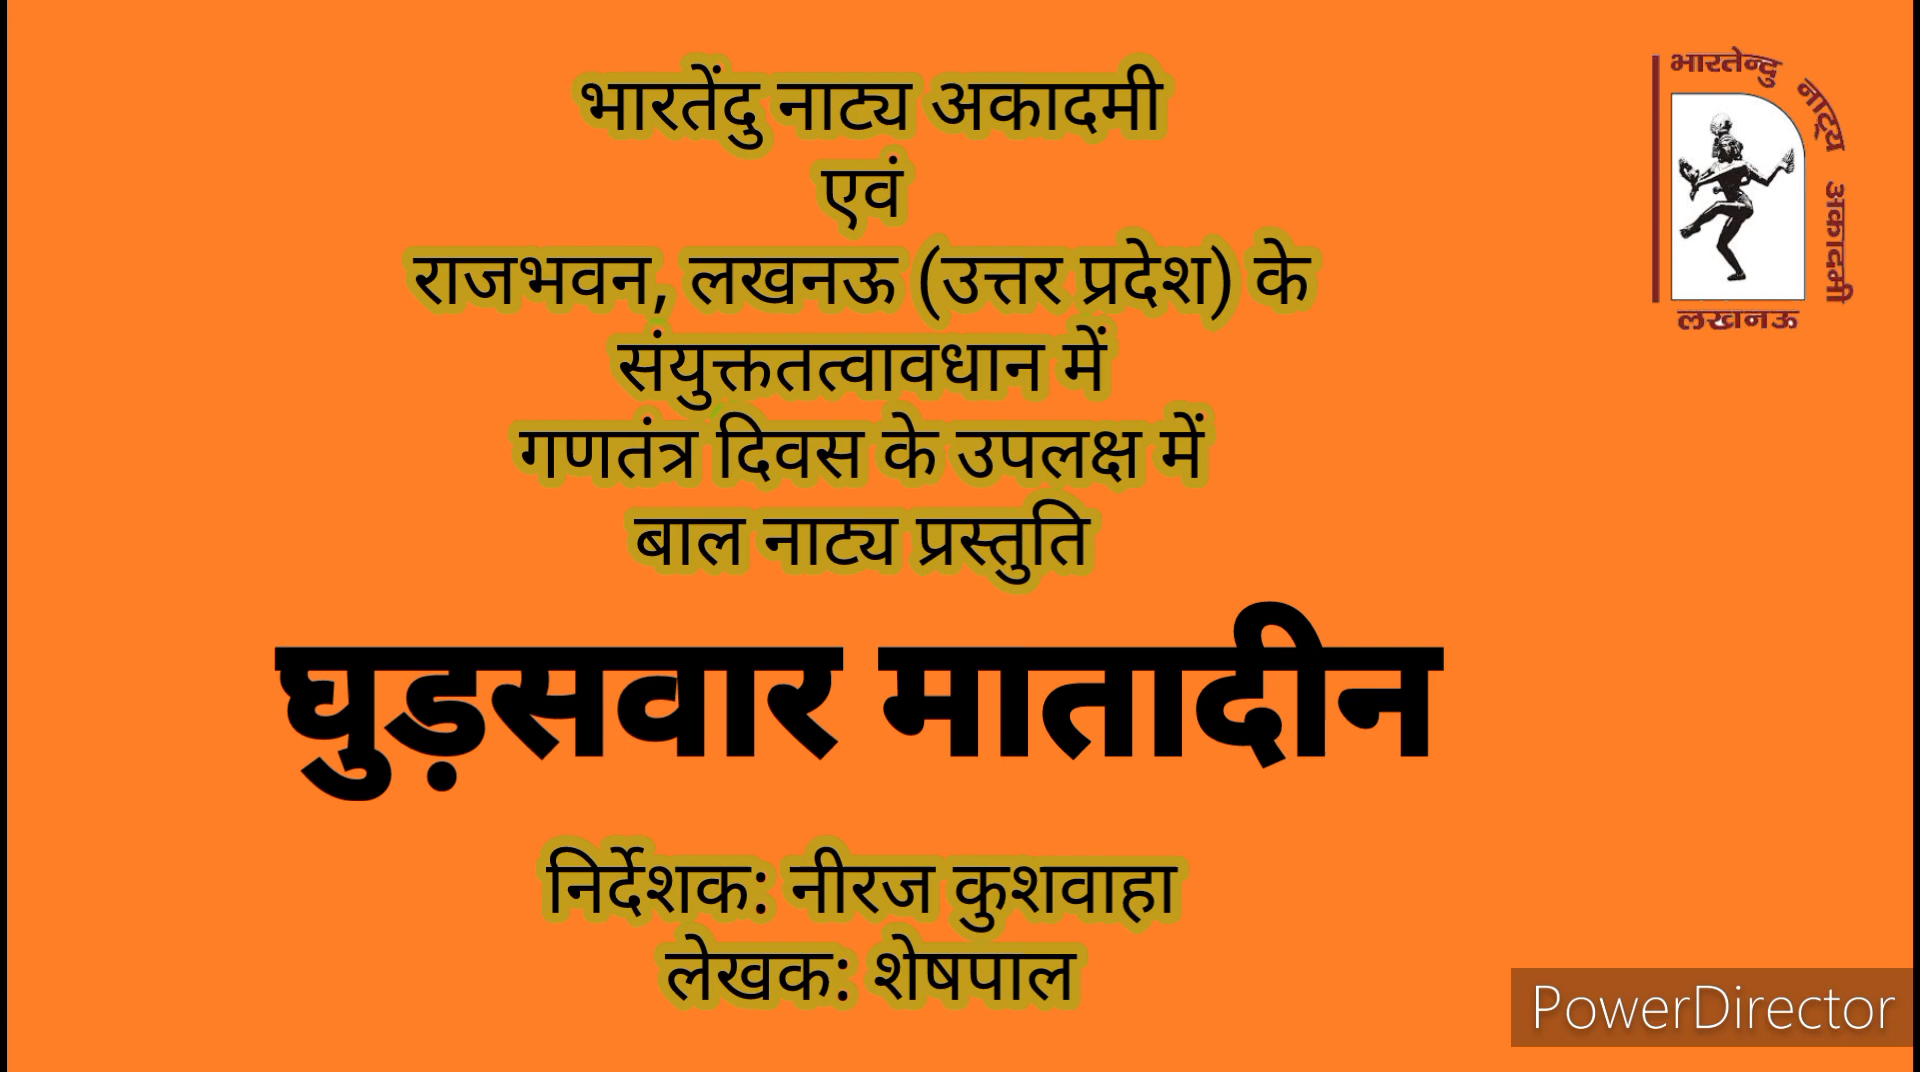 भारतेंदु नाट्य अकादमी
एवं
राजभवन, लखनऊ (उत्तर प्रदेश) के
संयुक्ततत्वावधान में
गणतंत्र दिवस के उपलक्ष में
बाल नाट्य प्रस्तुति
घुड़सवार मातादीन
निर्देशक: नीरज कुशवाहा
लेखक: शेषपाल
भारतेन्दु नाट्य अकादमी
लखनऊ
PowerDirector